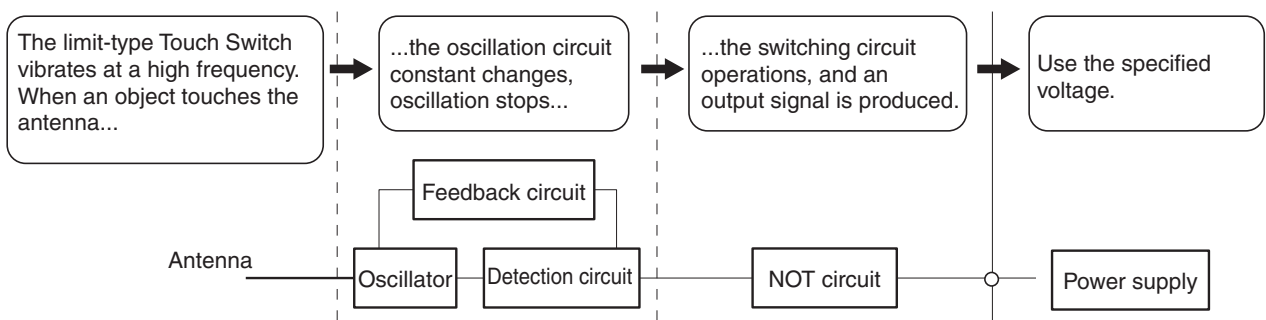 The limit-type Touch Switch
vibrates at a high frequency.
When an object touches the
antenna...
...the oscillation circuit
constant changes,
oscillation stops...
...the switching circuit
operations, and an
output signal is produced.
Use the specified
voltage.
Feedback circuit
Antenna
Oscillator
Detection circuit
NOT circuit
Power supply